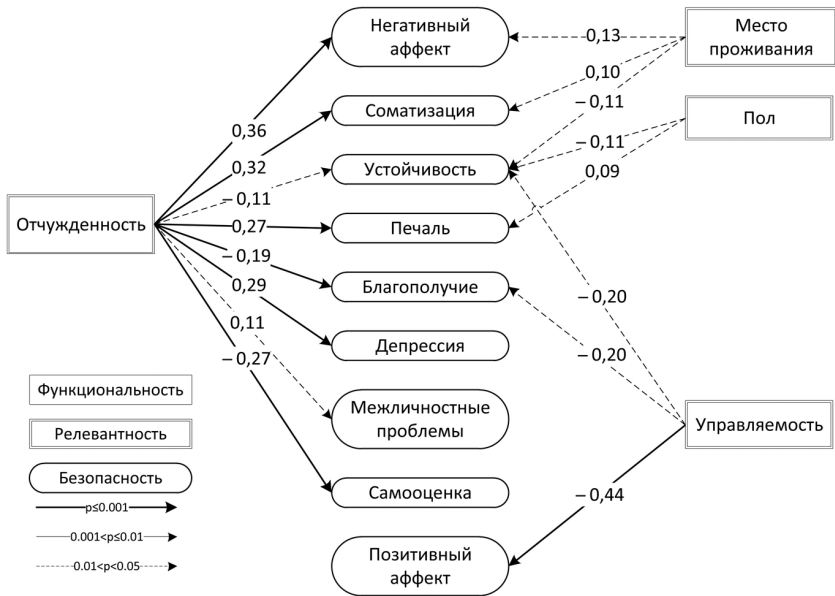 Негативный
аффект
Соматизация
Устойчивость
Печаль
Благополучие
Депрессия
Межличностные
проблемы
Самооценка
Позитивный
аффект
Отчужденность
0,36
0,32
– 0,11
0,27
– 0,19
0,29
0,11
– 0,27
Место
проживания
Пол
Управляемость
0,13
0,10
– 0,11
– 0,11
0,09
– 0,20
– 0,20
– 0,44
Функциональность
Релевантность
Безопасность
p≤0.001
0.001<p≤0.01
0.01<p<0.05